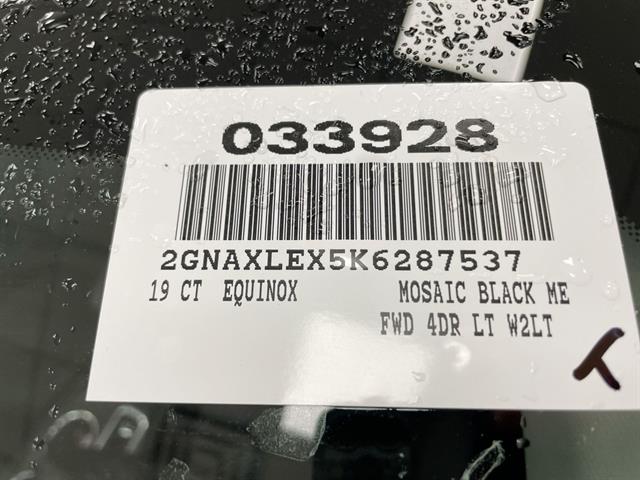 033928
2GNAXLEX5K6287537
19 CT EQUINOX MOSAIC BLACK ME
FWD 4DR LT W2LT